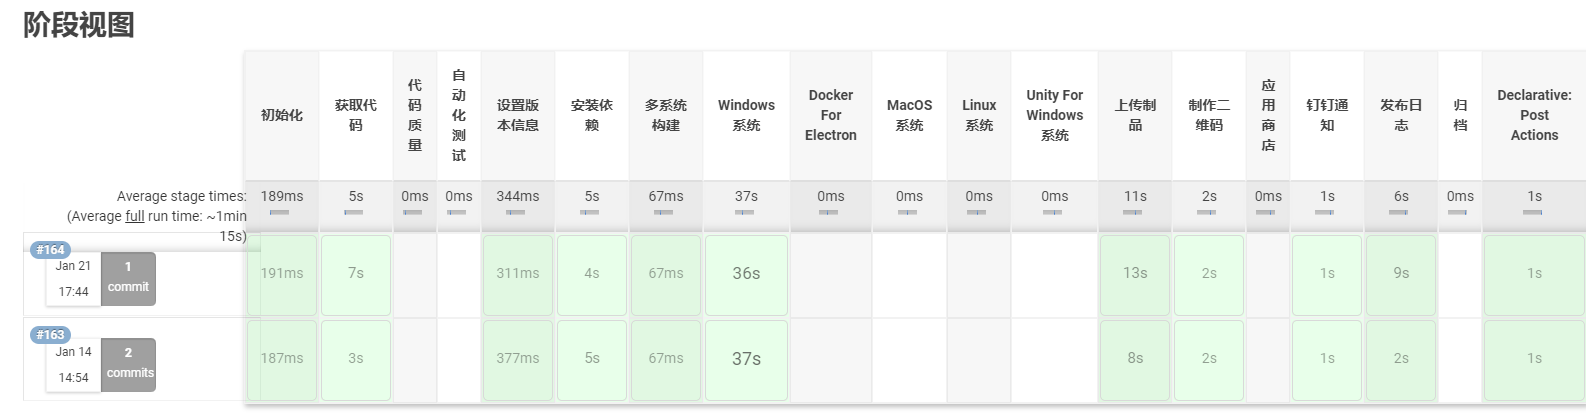 阶段视图
初始化
获取代
码
代
码
质
量
自
动
化
测
试
设置版
本信息
安装依
赖
多系统
构建
Windows
系统
Docker
For
Electron
MacOS
系统
Linux
系统
Unity For
Windows
系统
上传制
品
制作二
维码
应
用
商
店
钉钉通
知
发布日
志
归
档
Declarative:
Post
Actions
Average stage times:
(Average full run time: ~1min
15s)
189ms 5s 0ms 0ms 344ms 5s 67ms 37s 0ms 0ms 0ms 0ms 11s 2s 0ms 1s 6s 0ms 1s
#164
Jan 21
17:44
1
commit
191ms 7s 311ms 4s 67ms 36s 13s 2s 1s 9s 1s
#163
Jan 14
14:54
2
commits
187ms 3s 377ms 5s 67ms 37s 8s 2s 1s 2s 1s